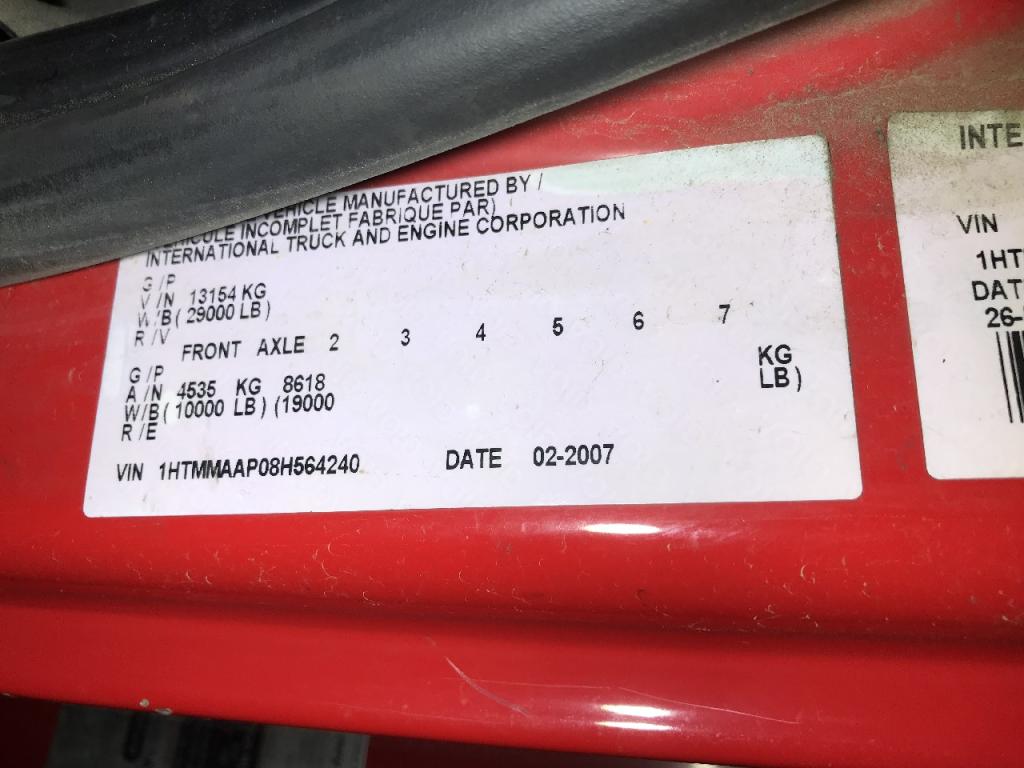 VEHICLE MANUFACTURED BY /
VEHICULE INCOMPLET FABRIQUE PAR)
INTERNATIONAL TRUCK AND ENGINE CORPORATION
G /P
V /N 13154 KG
W /B ( 29000 LB )
R /V
FRONT AXLE 2 3 4 5 6 7
G /P
A /N 4535 KG 8618 KG
W/B ( 10000 LB ) (19000 LB )
R /E
VIN 1HTMMAAP08H564240 DATE 02-2007
INTE
VIN
1HT
DAT
26-